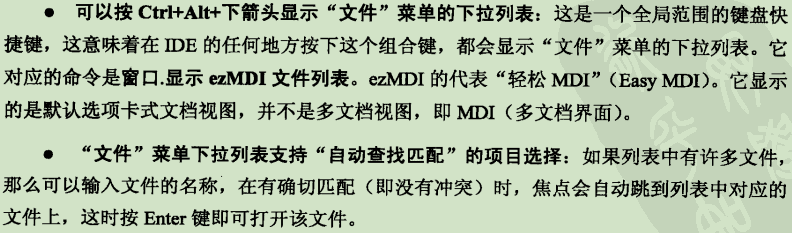 ● 可以按 Ctrl+Alt+下箭头显示“文件”菜单的下拉列表：这是一个全局范围的键盘快
捷键，这意味着在 IDE 的任何地方按下这个组合键，都会显示“文件”菜单的下拉列表。它
对应的命令是窗口.显示 ezMDI 文件列表。ezMDI 的代表“轻松 MDI”（Easy MDI）。它显示
的是默认选项卡式文档视图，并不是多文档视图，即 MDI（多文档界面）。
● “文件”菜单下拉列表支持“自动查找匹配”的项目选择：如果列表中有许多文件，
那么可以输入文件的名称，在有确切匹配（即没有冲突）时，焦点会自动跳到列表中对应的
文件上，这时按 Enter 键即可打开该文件。